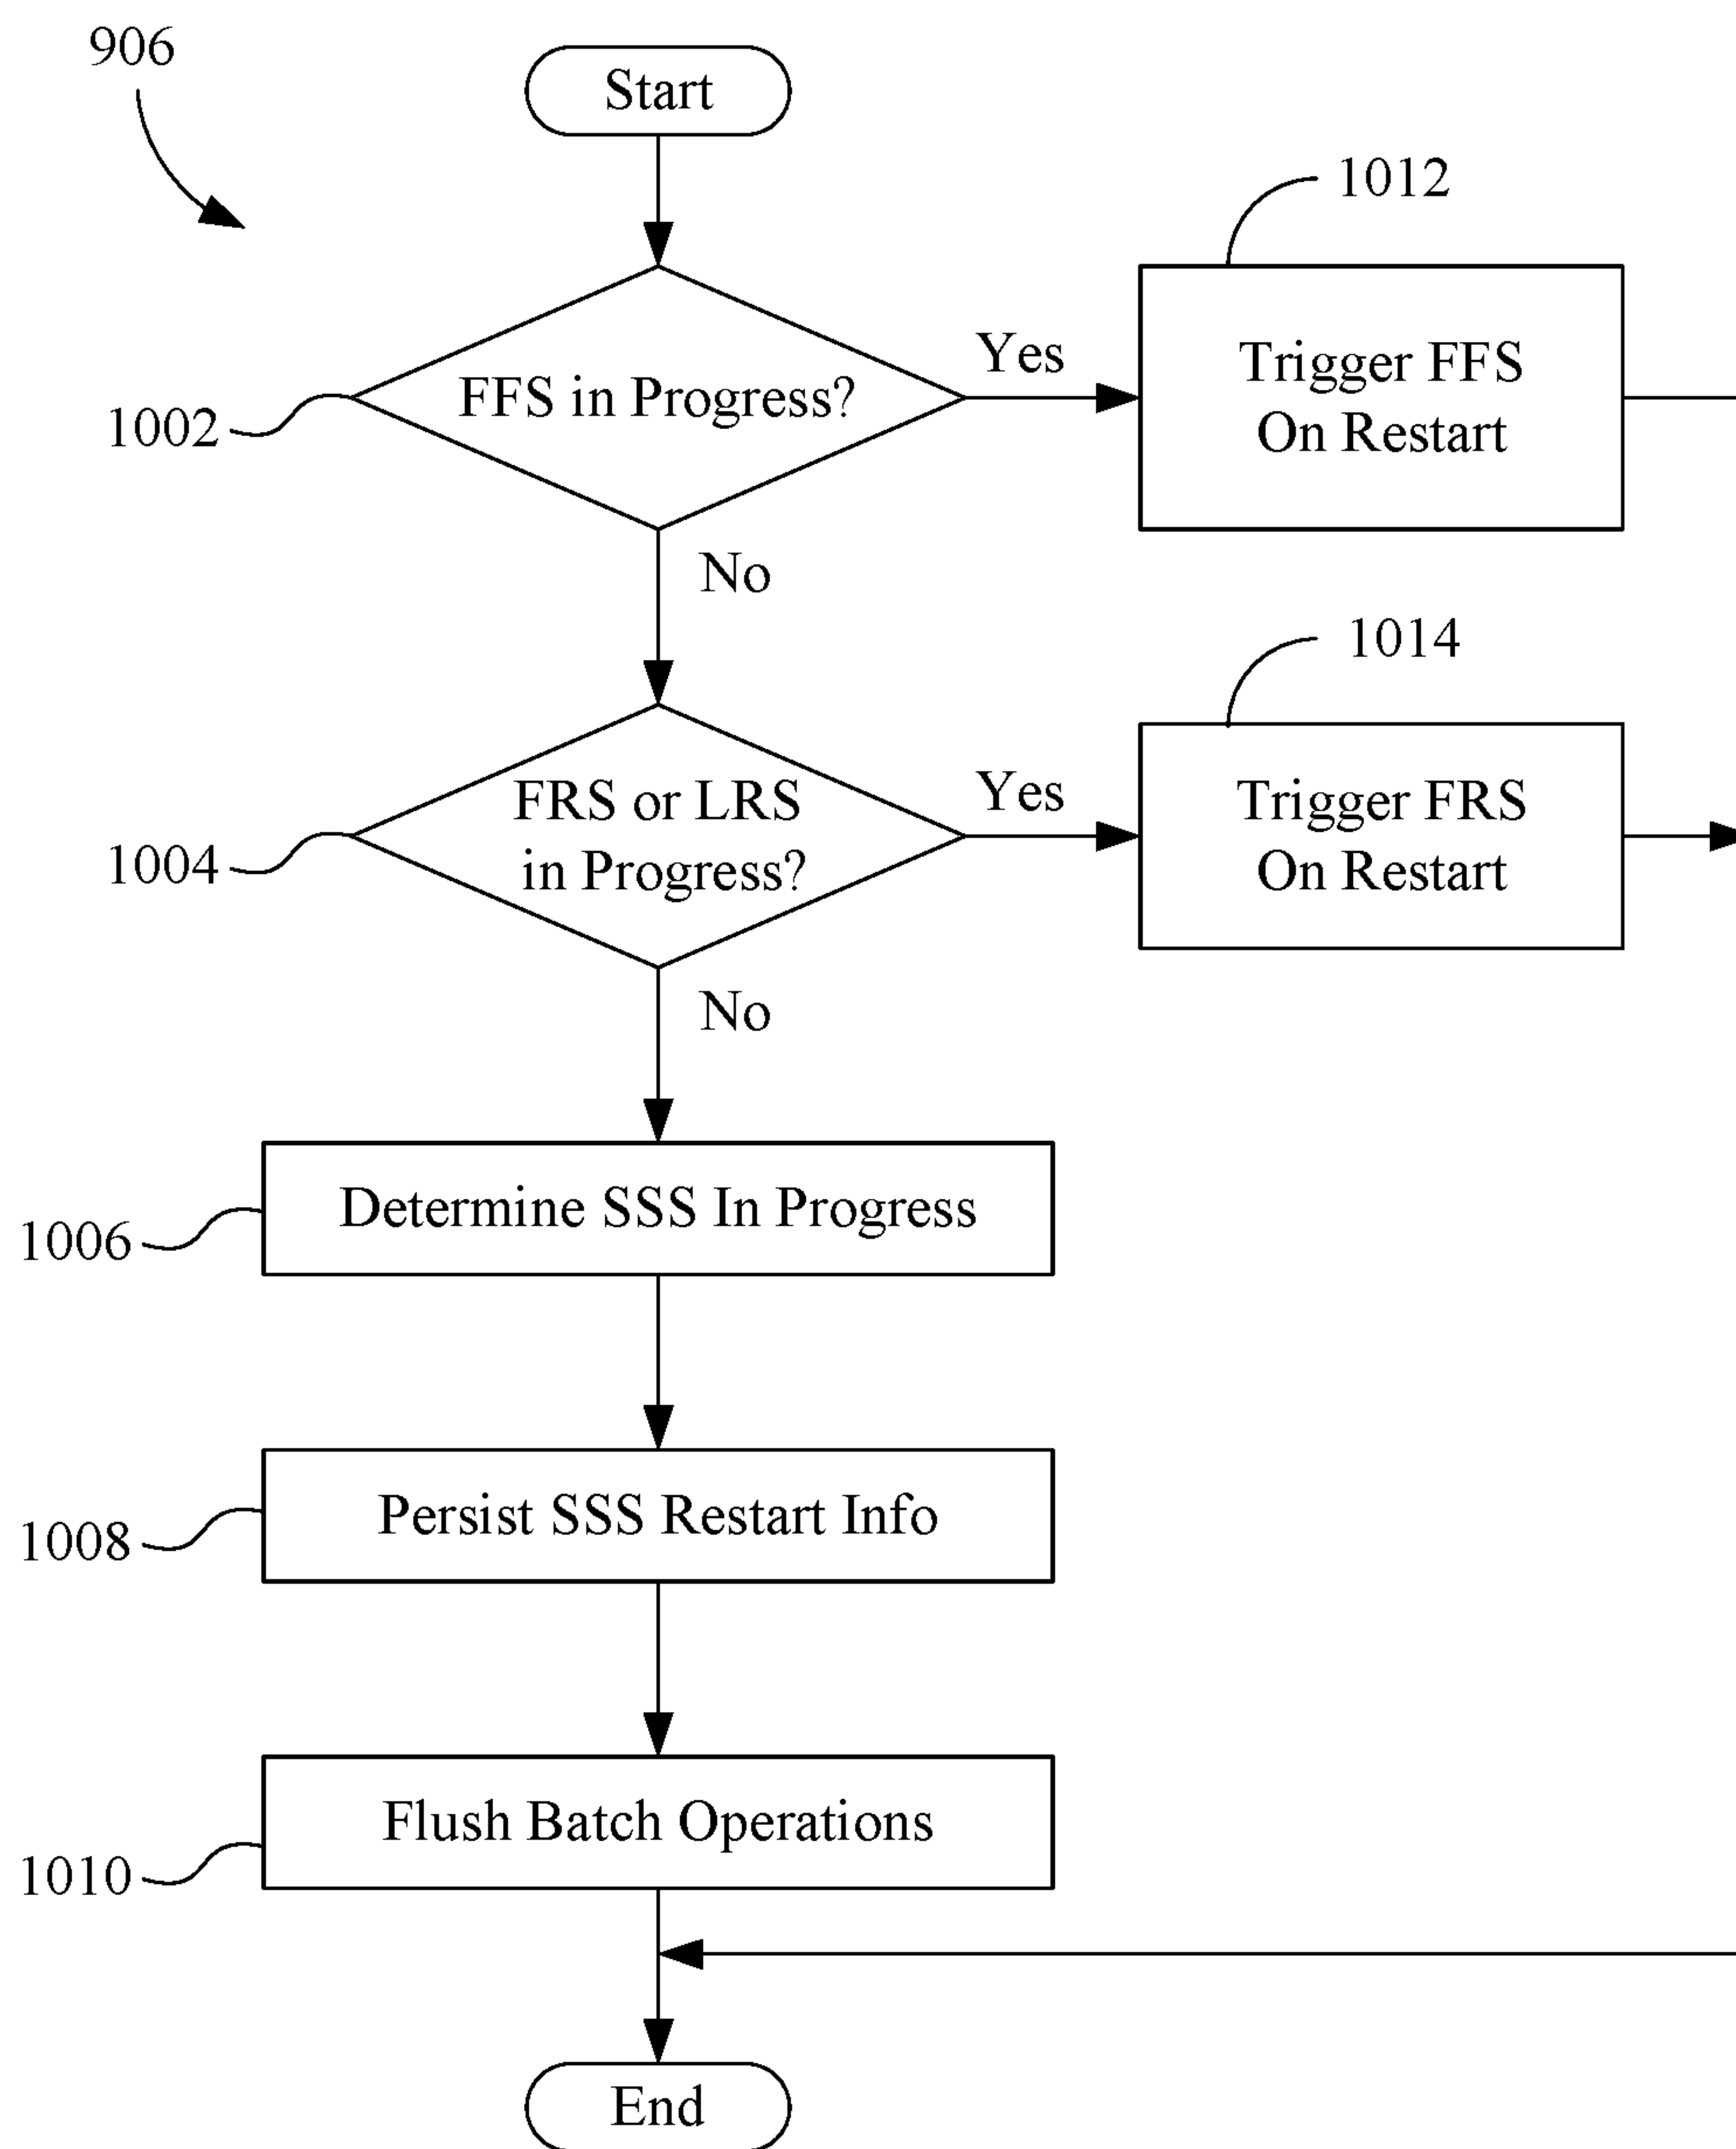 906
Start
1012
FFS in Progress?
Yes
Trigger FFS
On Restart
1002
No
1014
FRS or LRS
in Progress?
Yes
Trigger FRS
On Restart
1004
No
Determine SSS In Progress
1006
Persist SSS Restart Info
1008
Flush Batch Operations
1010
End